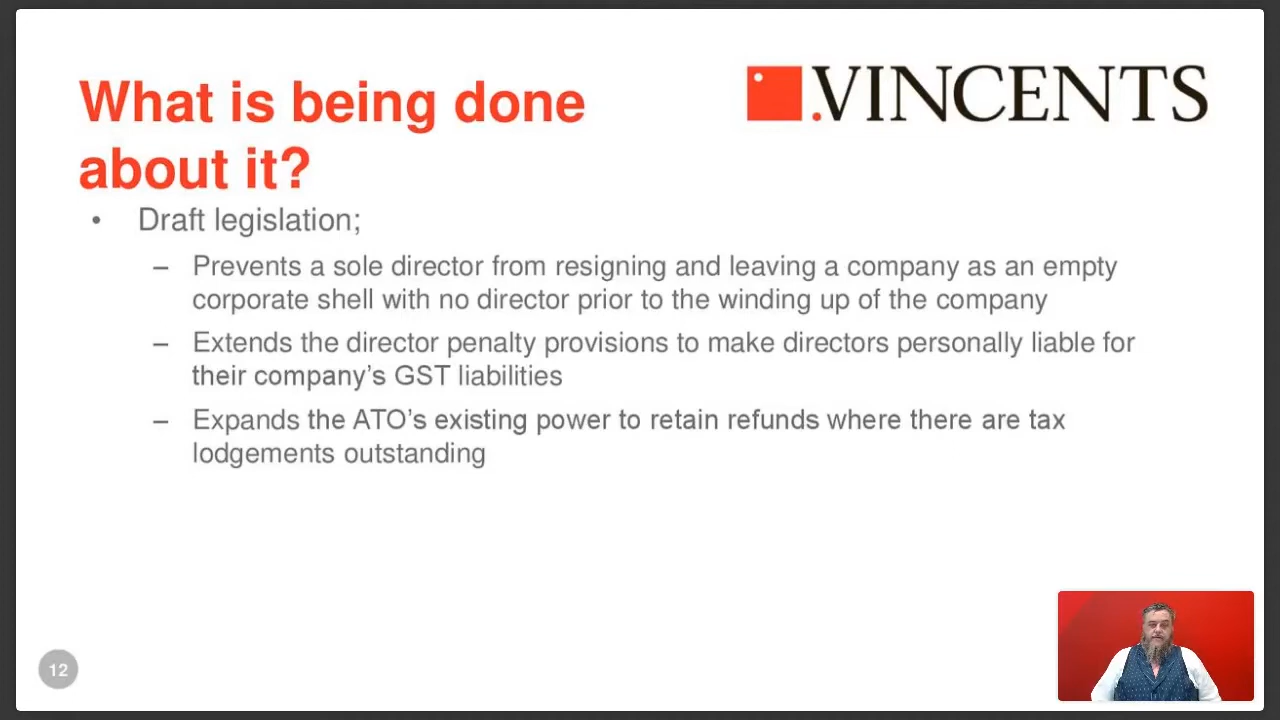 What is being done
about it?
.VINCENTS
• Draft legislation;
– Prevents a sole director from resigning and leaving a company as an empty
corporate shell with no director prior to the winding up of the company
– Extends the director penalty provisions to make directors personally liable for
their company’s GST liabilities
– Expands the ATO’s existing power to retain refunds where there are tax
lodgements outstanding
12